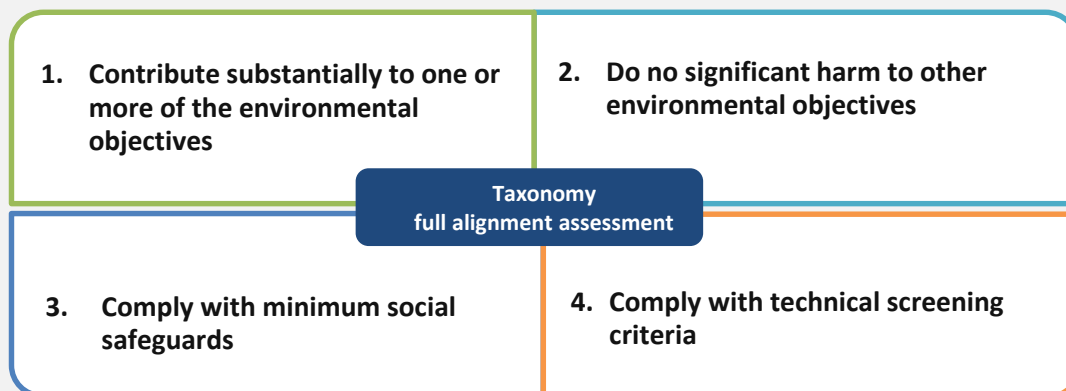 1. Contribute substantially to one or
more of the environmental
objectives
2. Do no significant harm to other
environmental objectives
Taxonomy
full alignment assessment
3. Comply with minimum social
safeguards
4. Comply with technical screening
criteria